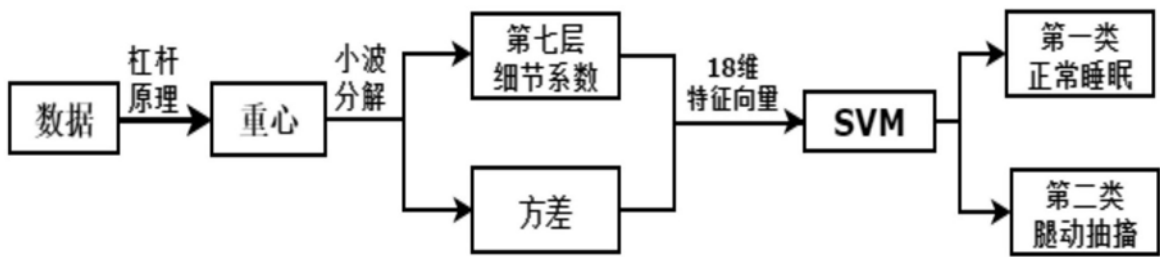 数据
杠杆
原理
重心
小波
分解
第七层
细节系数
方差
18维
特征向量
SVM
第一类
正常睡眠
第二类
腿动抽搐